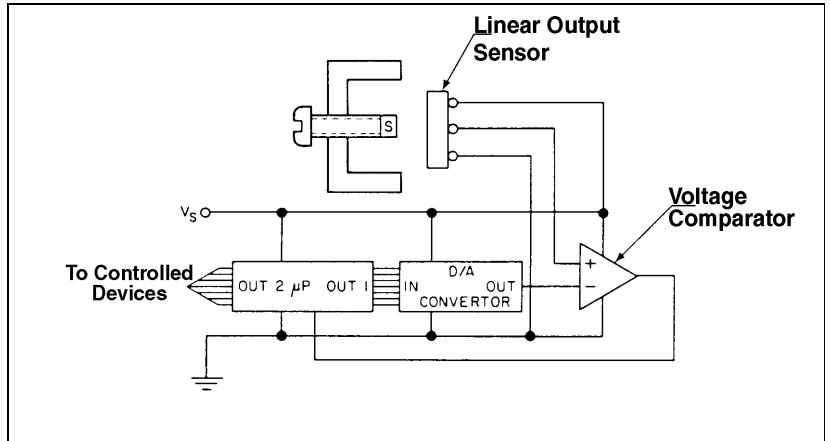 Linear Output
Sensor
S
Vs
Voltage
Comparator
To Controlled
Devices
OUT 2 μP OUT 1
D/A
IN OUT
CONVERTOR
+
−